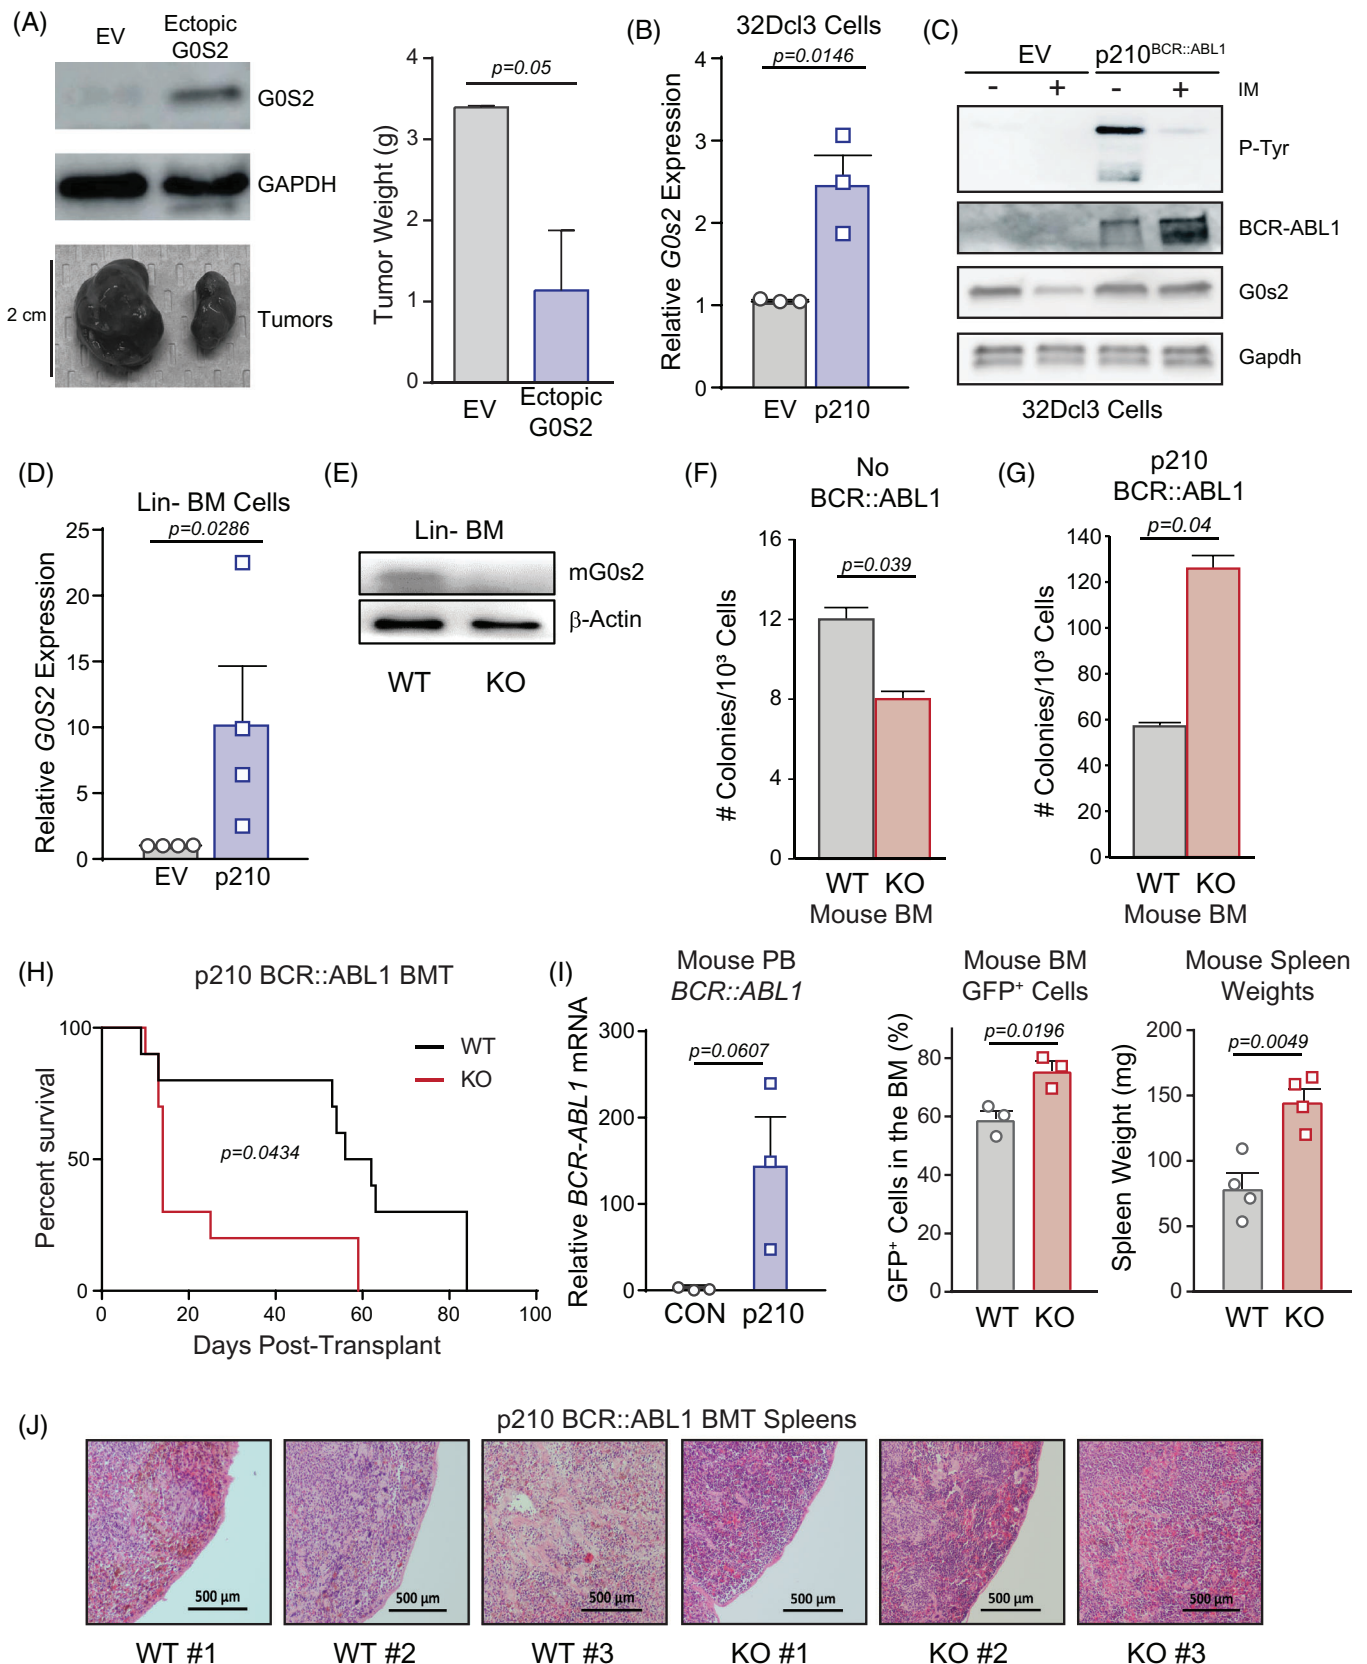 (A)
EV
Ectopic
G0S2
G0S2
GAPDH
2 cm
Tumors
Tumor Weight (g)
4
3
2
1
0
p=0.05
EV
Ectopic
G0S2
(B)
32Dcl3 Cells
p=0.0146
Relative G0s2 Expression
4
3
2
1
0
EV p210
(C)
EV p210BCR::ABL1
- + - + IM
P-Tyr
BCR-ABL1
G0s2
Gapdh
32Dcl3 Cells
(D)
Lin- BM Cells
p=0.0286
Relative G0S2 Expression
25
20
15
10
5
0
EV p210
(E)
Lin- BM
mG0s2
β-Actin
WT KO
(F)
No
BCR::ABL1
p=0.039
# Colonies/10³ Cells
16
12
8
4
0
WT KO
Mouse BM
(G)
p210
BCR::ABL1
p=0.04
# Colonies/10³ Cells
140
120
100
80
60
40
20
0
WT KO
Mouse BM
(H)
p210 BCR::ABL1 BMT
Percent survival
100
50
0
WT
KO
p=0.0434
0 20 40 60 80 100
Days Post-Transplant
(I)
Mouse PB
BCR::ABL1
Relative BCR-ABL1 mRNA
300
200
100
0
p=0.0607
CON p210
Mouse BM
GFP⁺ Cells
GFP⁺ Cells in the BM (%)
p=0.0196
80
60
40
20
0
WT KO
Mouse Spleen
Weights
Spleen Weight (mg)
200
150
100
50
0
p=0.0049
WT KO
(J)
p210 BCR::ABL1 BMT Spleens
500 µm
500 µm
500 µm
500 µm
500 µm
500 µm
WT #1
WT #2
WT #3
KO #1
KO #2
KO #3